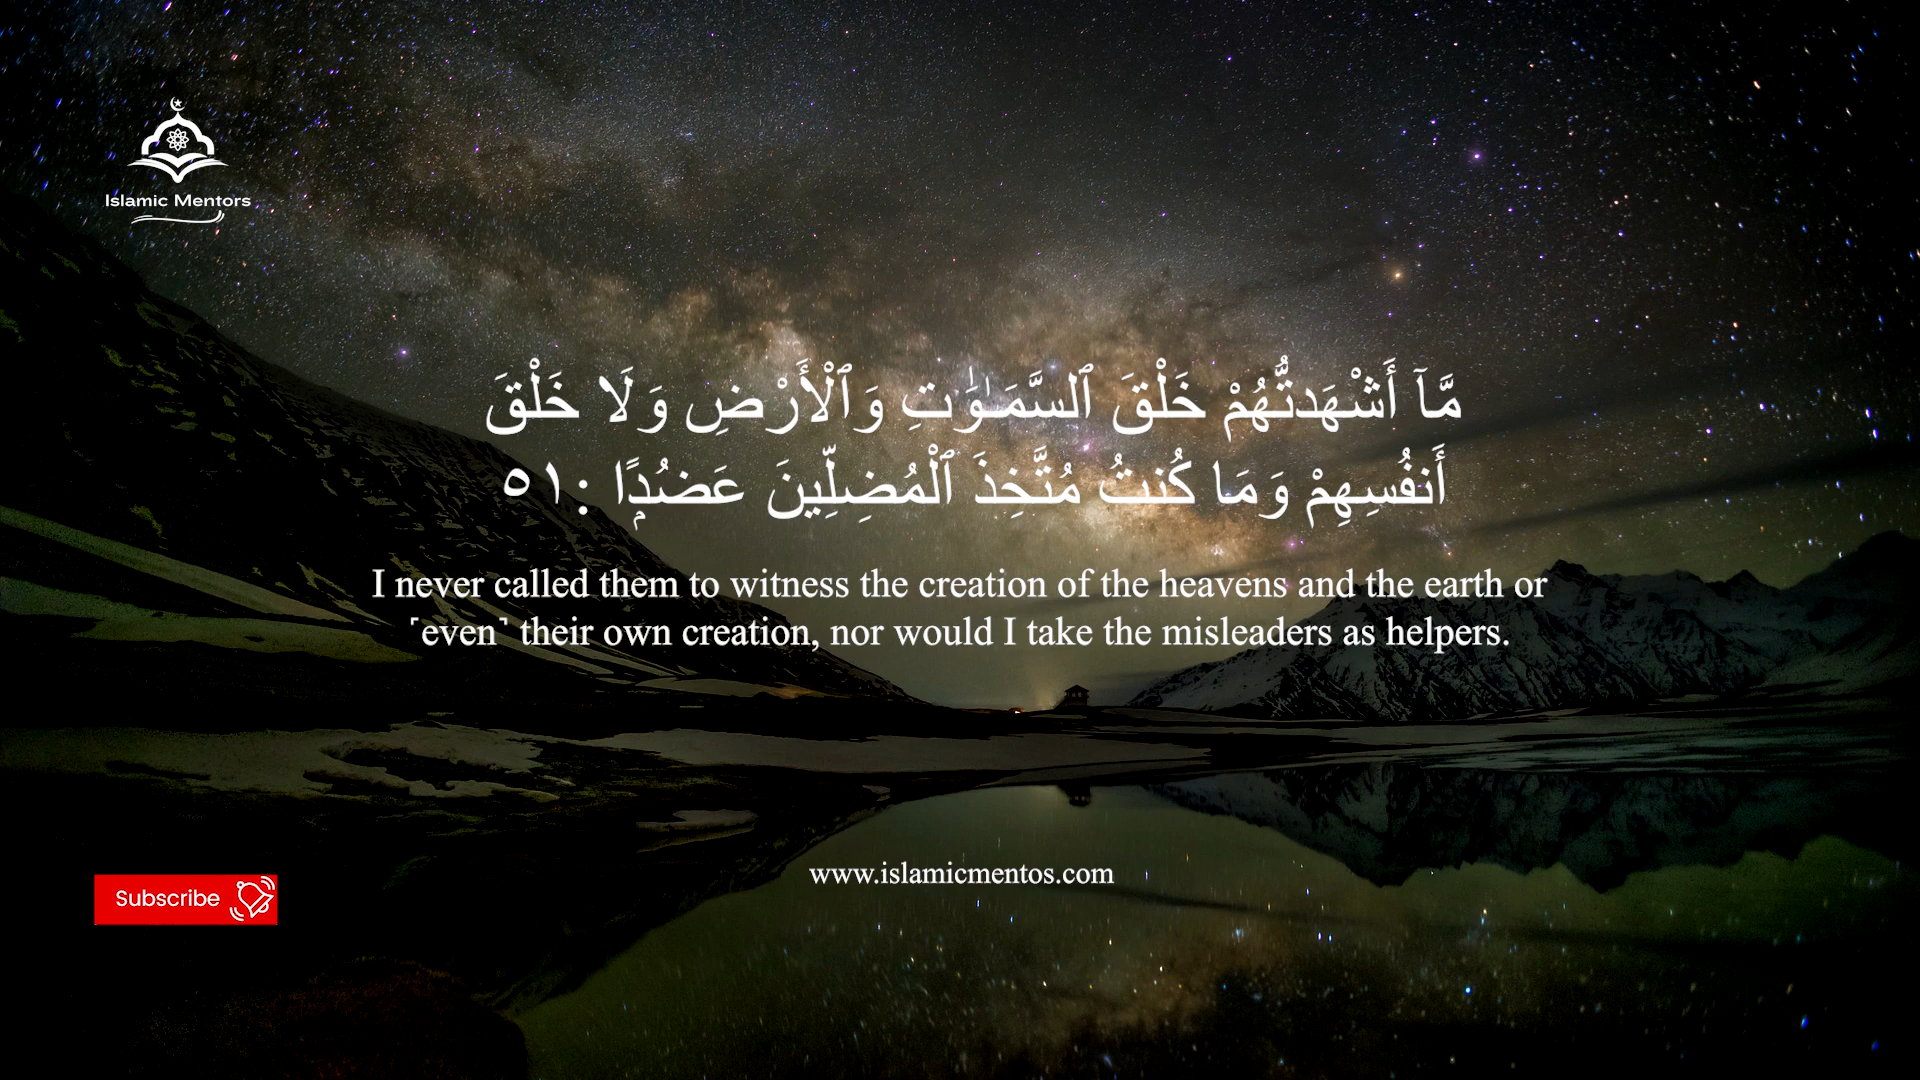 Islamic Mentors
مَّآ أَشْهَدتُّهُمْ خَلْقَ ٱلسَّمَـٰوَٰتِ وَٱلْأَرْضِ وَلَا خَلْقَ
أَنفُسِهِمْ وَمَا كُنتُ مُتَّخِذَ ٱلْمُضِلِّينَ عَضُدًۭا ٥١:
I never called them to witness the creation of the heavens and the earth or
˹even˺ their own creation, nor would I take the misleaders as helpers.
www.islamicmentos.com
Subscribe